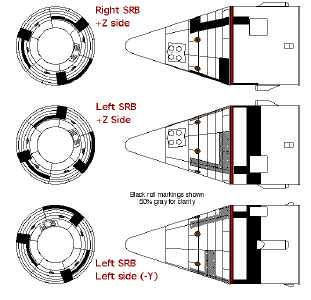 Right SRB
+Z side
Left SRB
+Z Side
Black roll markings shown
50% gray for clarity
Left SRB
Left side (-Y)